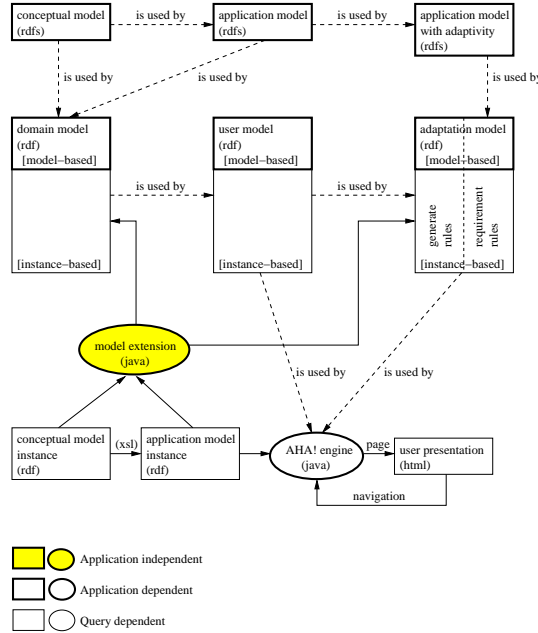 conceptual model
(rdfs)
is used by
application model
(rdfs)
is used by
application model
with adaptivity
(rdfs)
is used by
is used by
is used by
domain model
(rdf)
[model-based]
user model
(rdf)
[model-based]
adaptation model
(rdf)
[model-based]
is used by
is used by
generate
rules
requirement
rules
[instance-based]
[instance-based]
[instance-based]
model extension
(java)
is used by
is used by
conceptual model
instance
(rdf)
(xsl)
application model
instance
(rdf)
AHA! engine
(java)
page
user presentation
(html)
navigation
Application independent
Application dependent
Query dependent